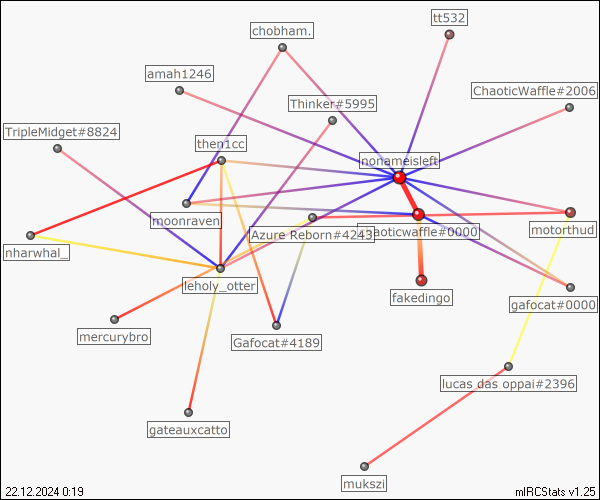 tt532
chobham.
amah1246
ChaoticWaffle#2006
Thinker#5995
TripleMidget#8824
then1cc
nonameisleft
moonraven
Azure Reborn#4243
chaoticwaffle#0000
motorthud
nharwhal_
leholy_otter
fakedingo
gafocat#0000
mercurybro
Gafocat#4189
lucas das oppai#2396
gateauxcatto
mukszi
22.12.2024 0:19
mIRCStats v1.25